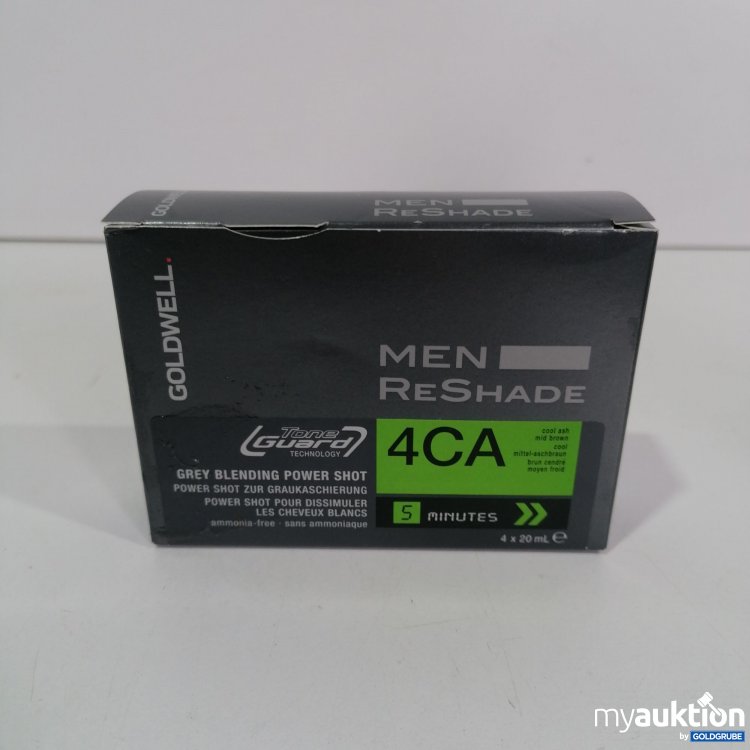 GOLDWELL.
MEN
RESHADE
GOLDWELL.
MEN
RESHADE
Tone
Guard
TECHNOLOGY
GREY BLENDING POWER SHOT
POWER SHOT ZUR GRAUKASCHIERUNG
POWER SHOT POUR DISSIMULER
LES CHEVEUX BLANCS
ammonia-free · sans ammoniaque
4CA
cool ash
mid brown
cool
mittel-aschbraun
brun cendré
moyen froid
5 MINUTES
4 x 20 mL ℮
myauktion
by GOLDGRUBE